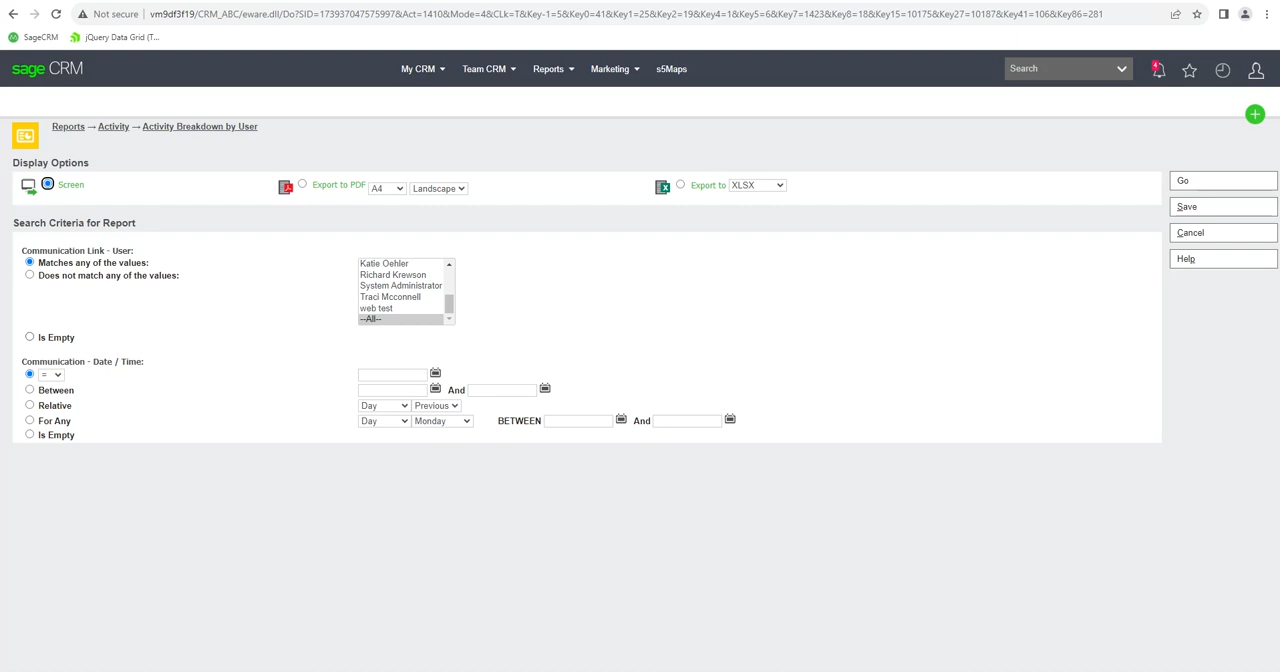 Not secure | vm9df3f19/CRM_ABC/eware.dll/Do?SID=173937047575997&Act=1410&Mode=4&CLk=T&Key-1=5&Key0=41&Key1=25&Key2=19&Key4=1&Key5=6&Key7=1423&Key8=18&Key15=10175&Key27=10187&Key41=106&Key86=281
SageCRM jQuery Data Grid (T...
sage CRM My CRM Team CRM Reports Marketing s5Maps Search 4
Reports → Activity → Activity Breakdown by User
Display Options
Screen Export to PDF A4 Landscape Export to XLSX Go
Search Criteria for Report Save
Cancel
Communication Link - User: Help
Matches any of the values: Katie Oehler
Does not match any of the values: Richard Krewson
System Administrator
Traci Mcconnell
web test
--All--
Is Empty
Communication - Date / Time:
=
Between And
Relative Day Previous
For Any Day Monday BETWEEN And
Is Empty